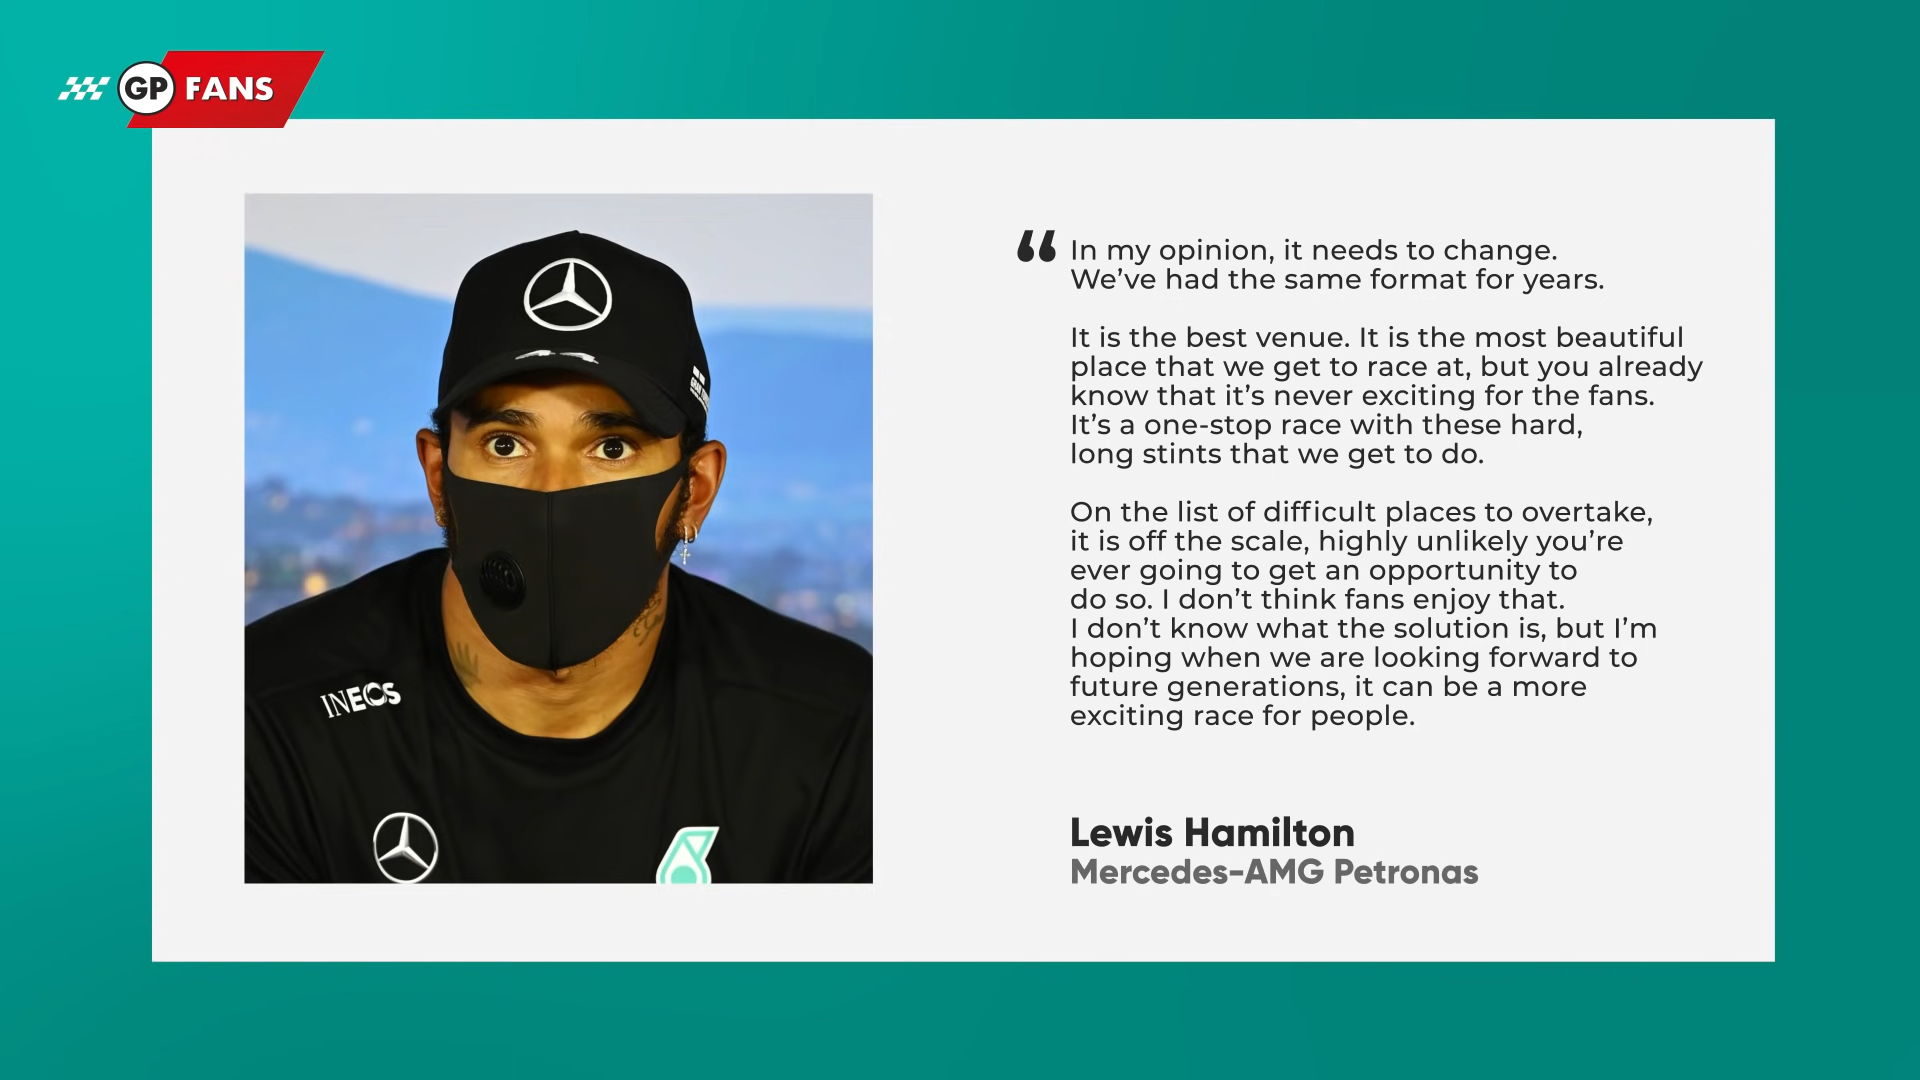 GP FANS
“ In my opinion, it needs to change.
We’ve had the same format for years.
It is the best venue. It is the most beautiful
place that we get to race at, but you already
know that it’s never exciting for the fans.
It’s a one-stop race with these hard,
long stints that we get to do.
On the list of difficult places to overtake,
it is off the scale, highly unlikely you’re
ever going to get an opportunity to
do so. I don’t think fans enjoy that.
I don’t know what the solution is, but I’m
hoping when we are looking forward to
future generations, it can be a more
exciting race for people.
Lewis Hamilton
Mercedes-AMG Petronas
INEOS